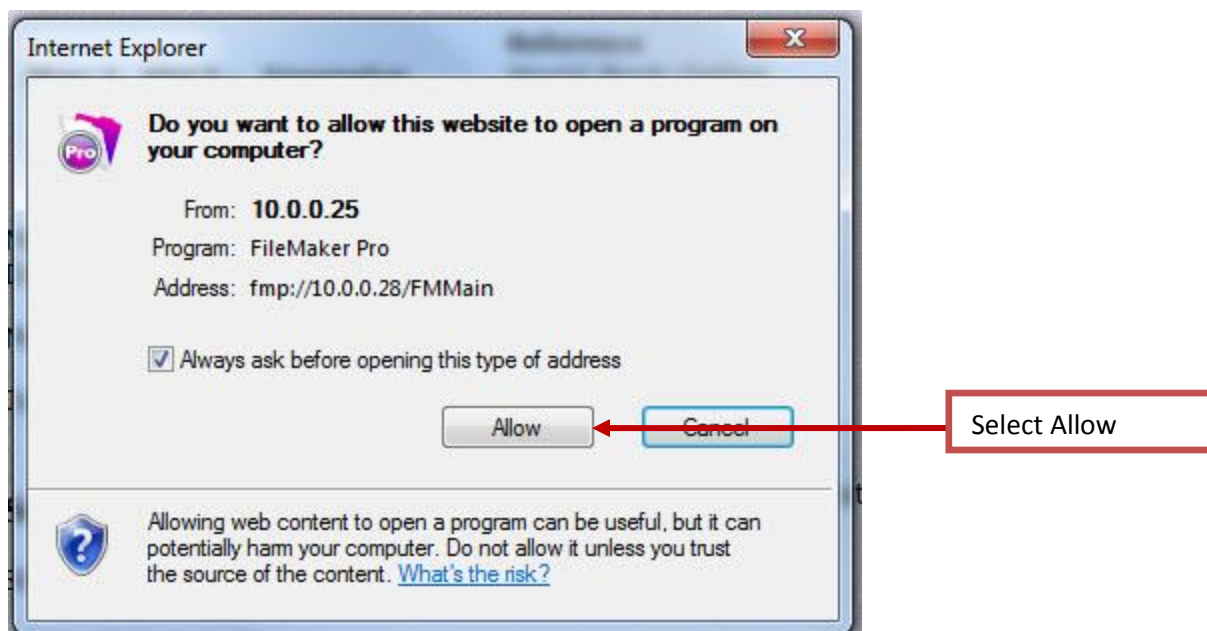 Internet Explorer
Do you want to allow this website to open a program on
your computer?
Pro
From: 10.0.0.25
Program: FileMaker Pro
Address: fmp://10.0.0.28/FMMain
Always ask before opening this type of address
Allow
Cancel
Select Allow
Allowing web content to open a program can be useful, but it can
potentially harm your computer. Do not allow it unless you trust
the source of the content. What's the risk?